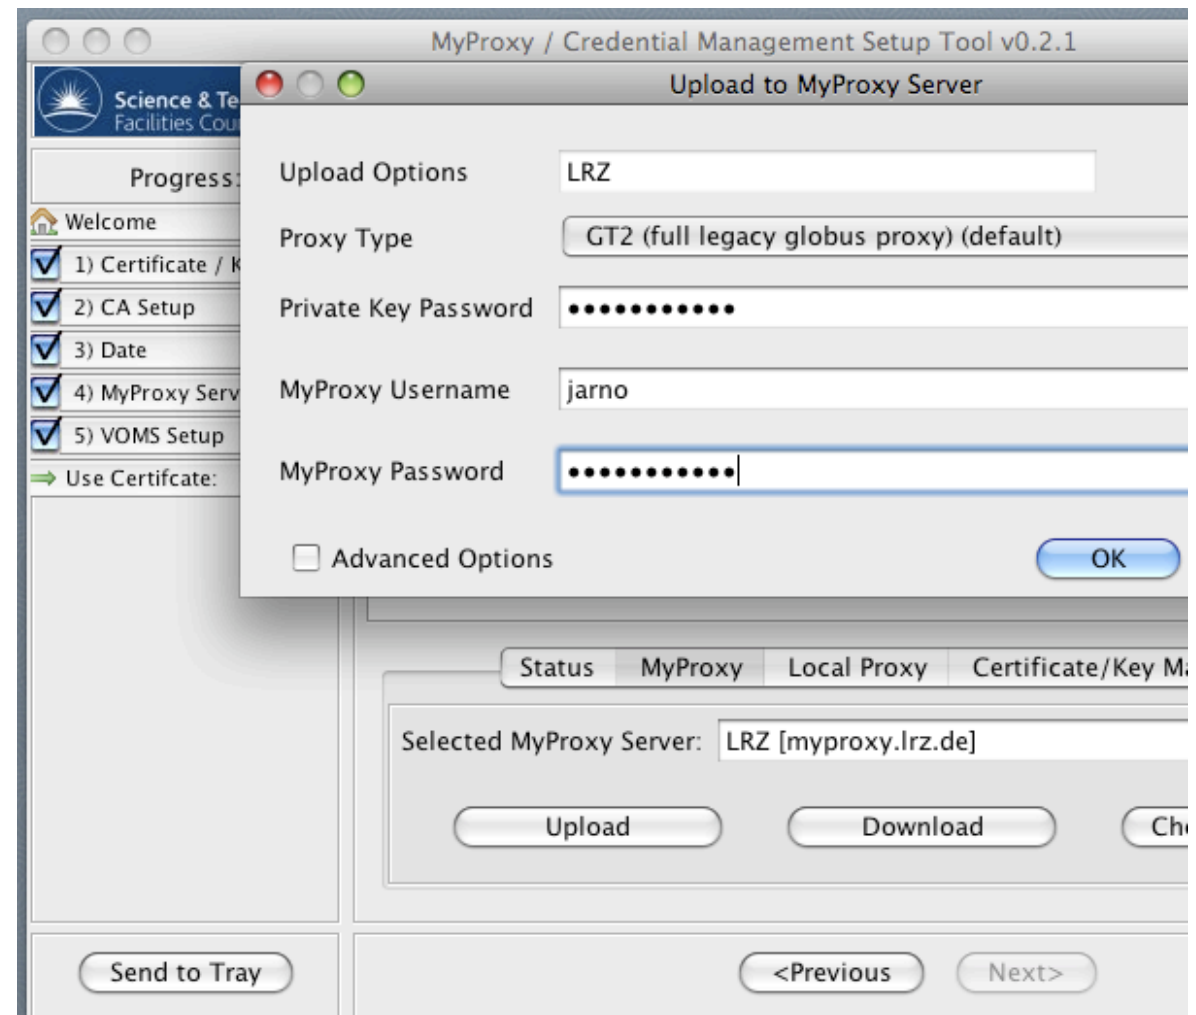 MyProxy / Credential Management Setup Tool v0.2.1
Upload to MyProxy Server
Science & Te
Facilities Cou
Progress:
Welcome
1) Certificate / K
2) CA Setup
3) Date
4) MyProxy Serv
5) VOMS Setup
Use Certifcate:
Upload Options LRZ
Proxy Type GT2 (full legacy globus proxy) (default)
Private Key Password •••••••••••
MyProxy Username jarno
MyProxy Password •••••••••••
Advanced Options OK
Status MyProxy Local Proxy Certificate/Key Ma
Selected MyProxy Server: LRZ [myproxy.lrz.de]
Upload Download Che
Send to Tray <Previous Next>